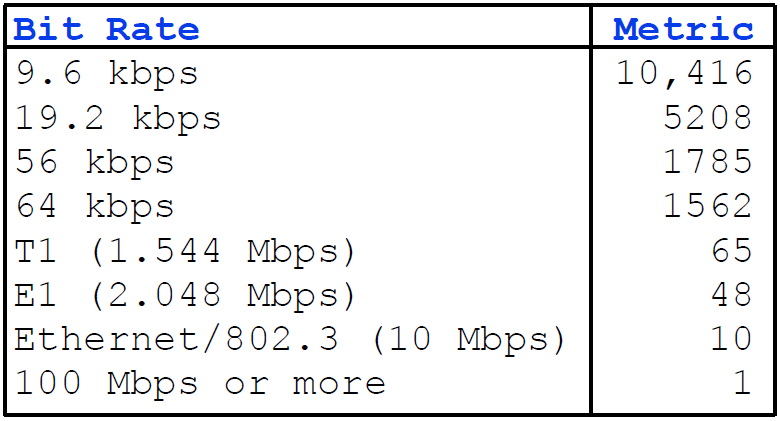 Bit Rate Metric
9.6 kbps 10,416
19.2 kbps 5208
56 kbps 1785
64 kbps 1562
T1 (1.544 Mbps) 65
E1 (2.048 Mbps) 48
Ethernet/802.3 (10 Mbps) 10
100 Mbps or more 1